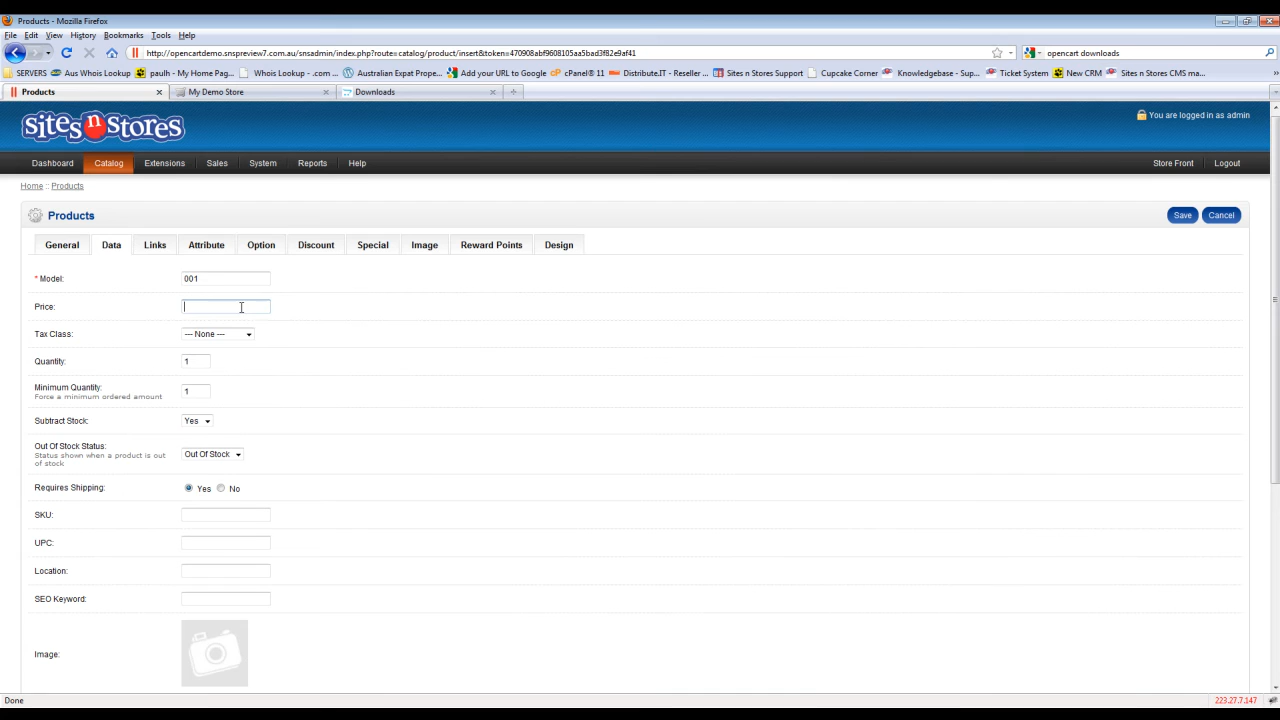 Products - Mozilla Firefox
File Edit View History Bookmarks Tools Help
http://opencartdemo.snspreview7.com.au/snsadmin/index.php?route=catalog/product/insert&token=470908abf9608105aa5bad3f82e9af41
opencart downloads
SERVERS Aus Whois Lookup paulh - My Home Pag... Whois Lookup - .com ... Australian Expat Prope... Add your URL to Google cPanel® 11 Distribute.IT - Reseller ... Sites n Stores Support Cupcake Corner Knowledgebase - Sup... Ticket System New CRM Sites n Stores CMS ma...
Products My Demo Store Downloads
sites n stores
You are logged in as admin
Dashboard Catalog Extensions Sales System Reports Help Store Front Logout
Home :: Products
Products Save Cancel
General Data Links Attribute Option Discount Special Image Reward Points Design
* Model: 001
Price:
Tax Class: --- None ---
Quantity: 1
Minimum Quantity: 1
Force a minimum ordered amount
Subtract Stock: Yes
Out Of Stock Status: Out Of Stock
Status shown when a product is out
of stock
Requires Shipping: Yes No
SKU:
UPC:
Location:
SEO Keyword:
Image:
Done 223.27.7.147